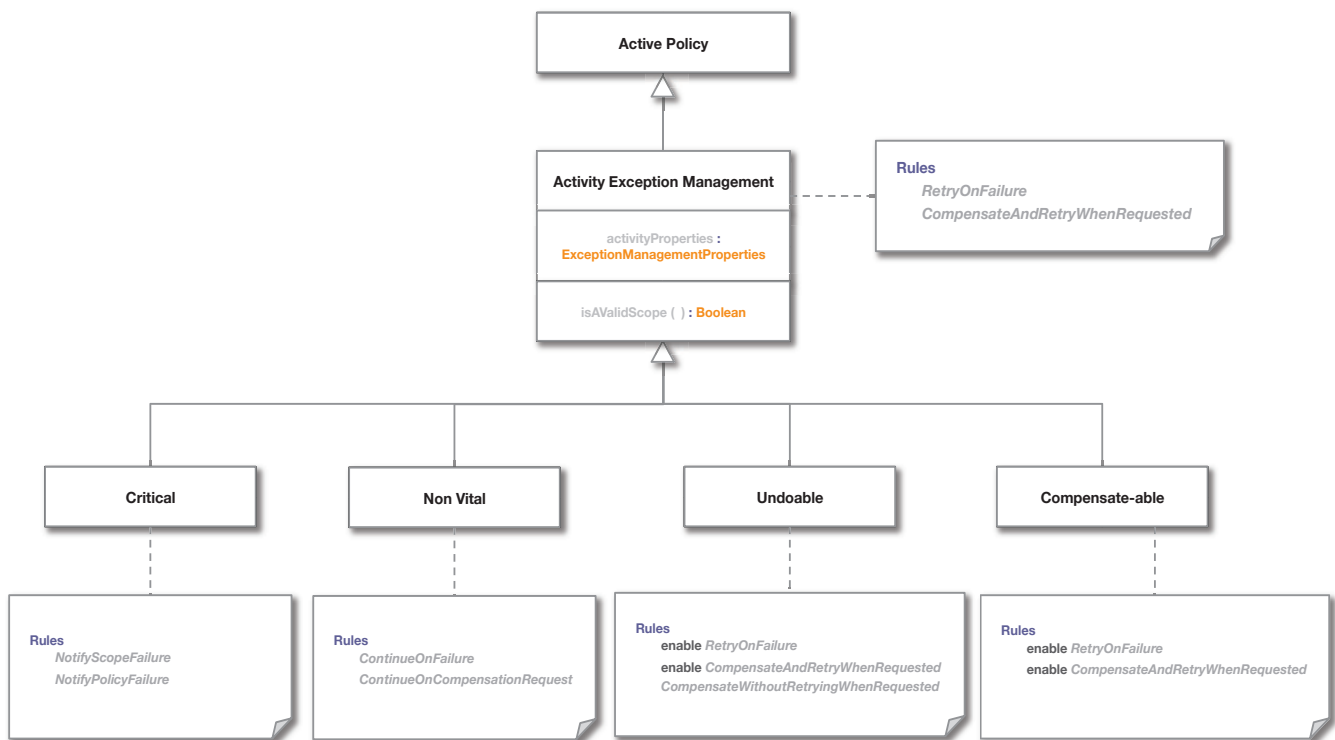 Active Policy
Activity Exception Management
activityProperties :
ExceptionManagementProperties
isAValidScope ( ) : Boolean
Rules
RetryOnFailure
CompensateAndRetryWhenRequested
Critical
Non Vital
Undoable
Compensate-able
Rules
NotifyScopeFailure
NotifyPolicyFailure
Rules
ContinueOnFailure
ContinueOnCompensationRequest
Rules
enable RetryOnFailure
enable CompensateAndRetryWhenRequested
CompensateWithoutRetryingWhenRequested
Rules
enable RetryOnFailure
enable CompensateAndRetryWhenRequested